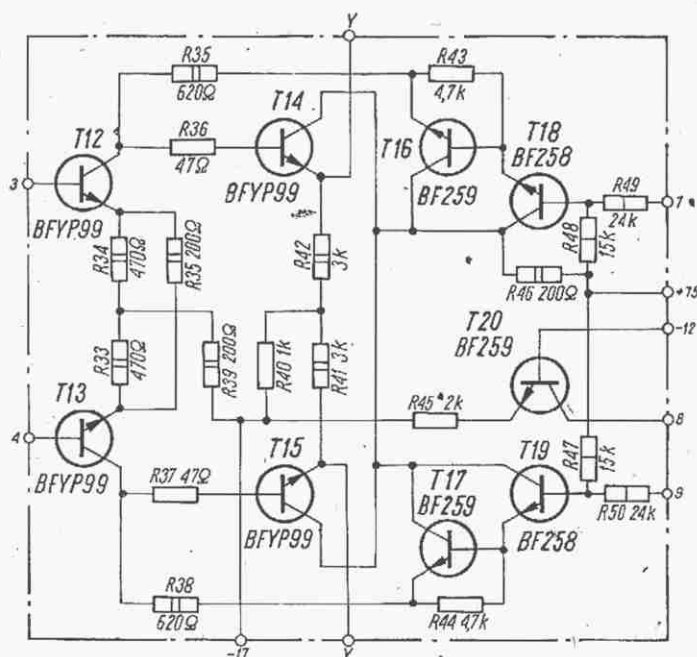 Y
R35
620Ω
R43
4,7k
T12
T14
T16
T18
BF258
R36
47Ω
BF259
R49
24k
3
7
BFYP99
BFYP99
R48
15k
R34
470Ω
R35 200Ω
R42
3k
R46 200Ω
+15
T20
BF259
-12
R33
470Ω
R39 200Ω
R40 1k
R41 3k
T13
R45 2k
8
4
T15
T17
BF259
T19
R47
15k
BFYP99
R37 47Ω
BFYP99
BF258
R50 24k
9
R38
620Ω
R44 4,7k
-17
Y